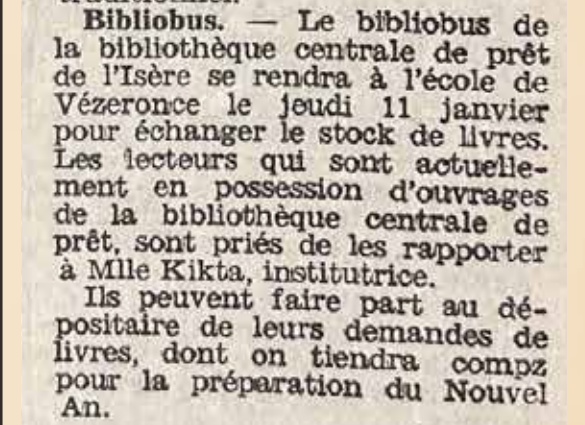 Bibliobus. — Le bibliobus de
la bibliothèque centrale de prêt
de l'Isère se rendra à l'école de
Vézeronce le jeudi 11 janvier
pour échanger le stock de livres.
Les lecteurs qui sont actuelle-
ment en possession d'ouvrages
de la bibliothèque centrale de
prêt, sont priés de les rapporter
à Mlle Kikta, institutrice.
Ils peuvent faire part au dé-
positaire de leurs demandes de
livres, dont on tiendra compz
pour la préparation du Nouvel
An.